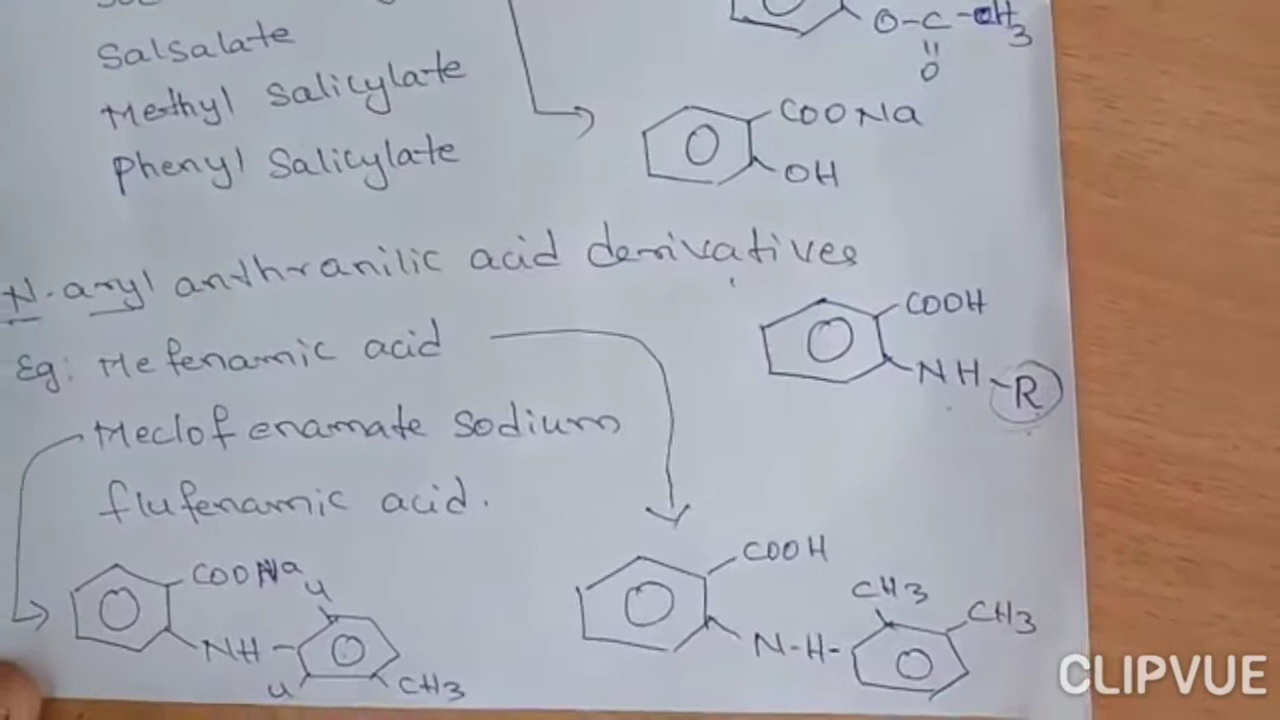 Salsalate
Methyl Salicylate
Phenyl Salicylate
O-C-CH3
O
COONa
OH
N-aryl anthranilic acid derivatives
COOH
NH-R
Eg: Mefenamic acid
Meclofenamate sodium
flufenamic acid.
COONa
NH
CH3
COOH
CH3
CH3
N-H-
CLIPVUE